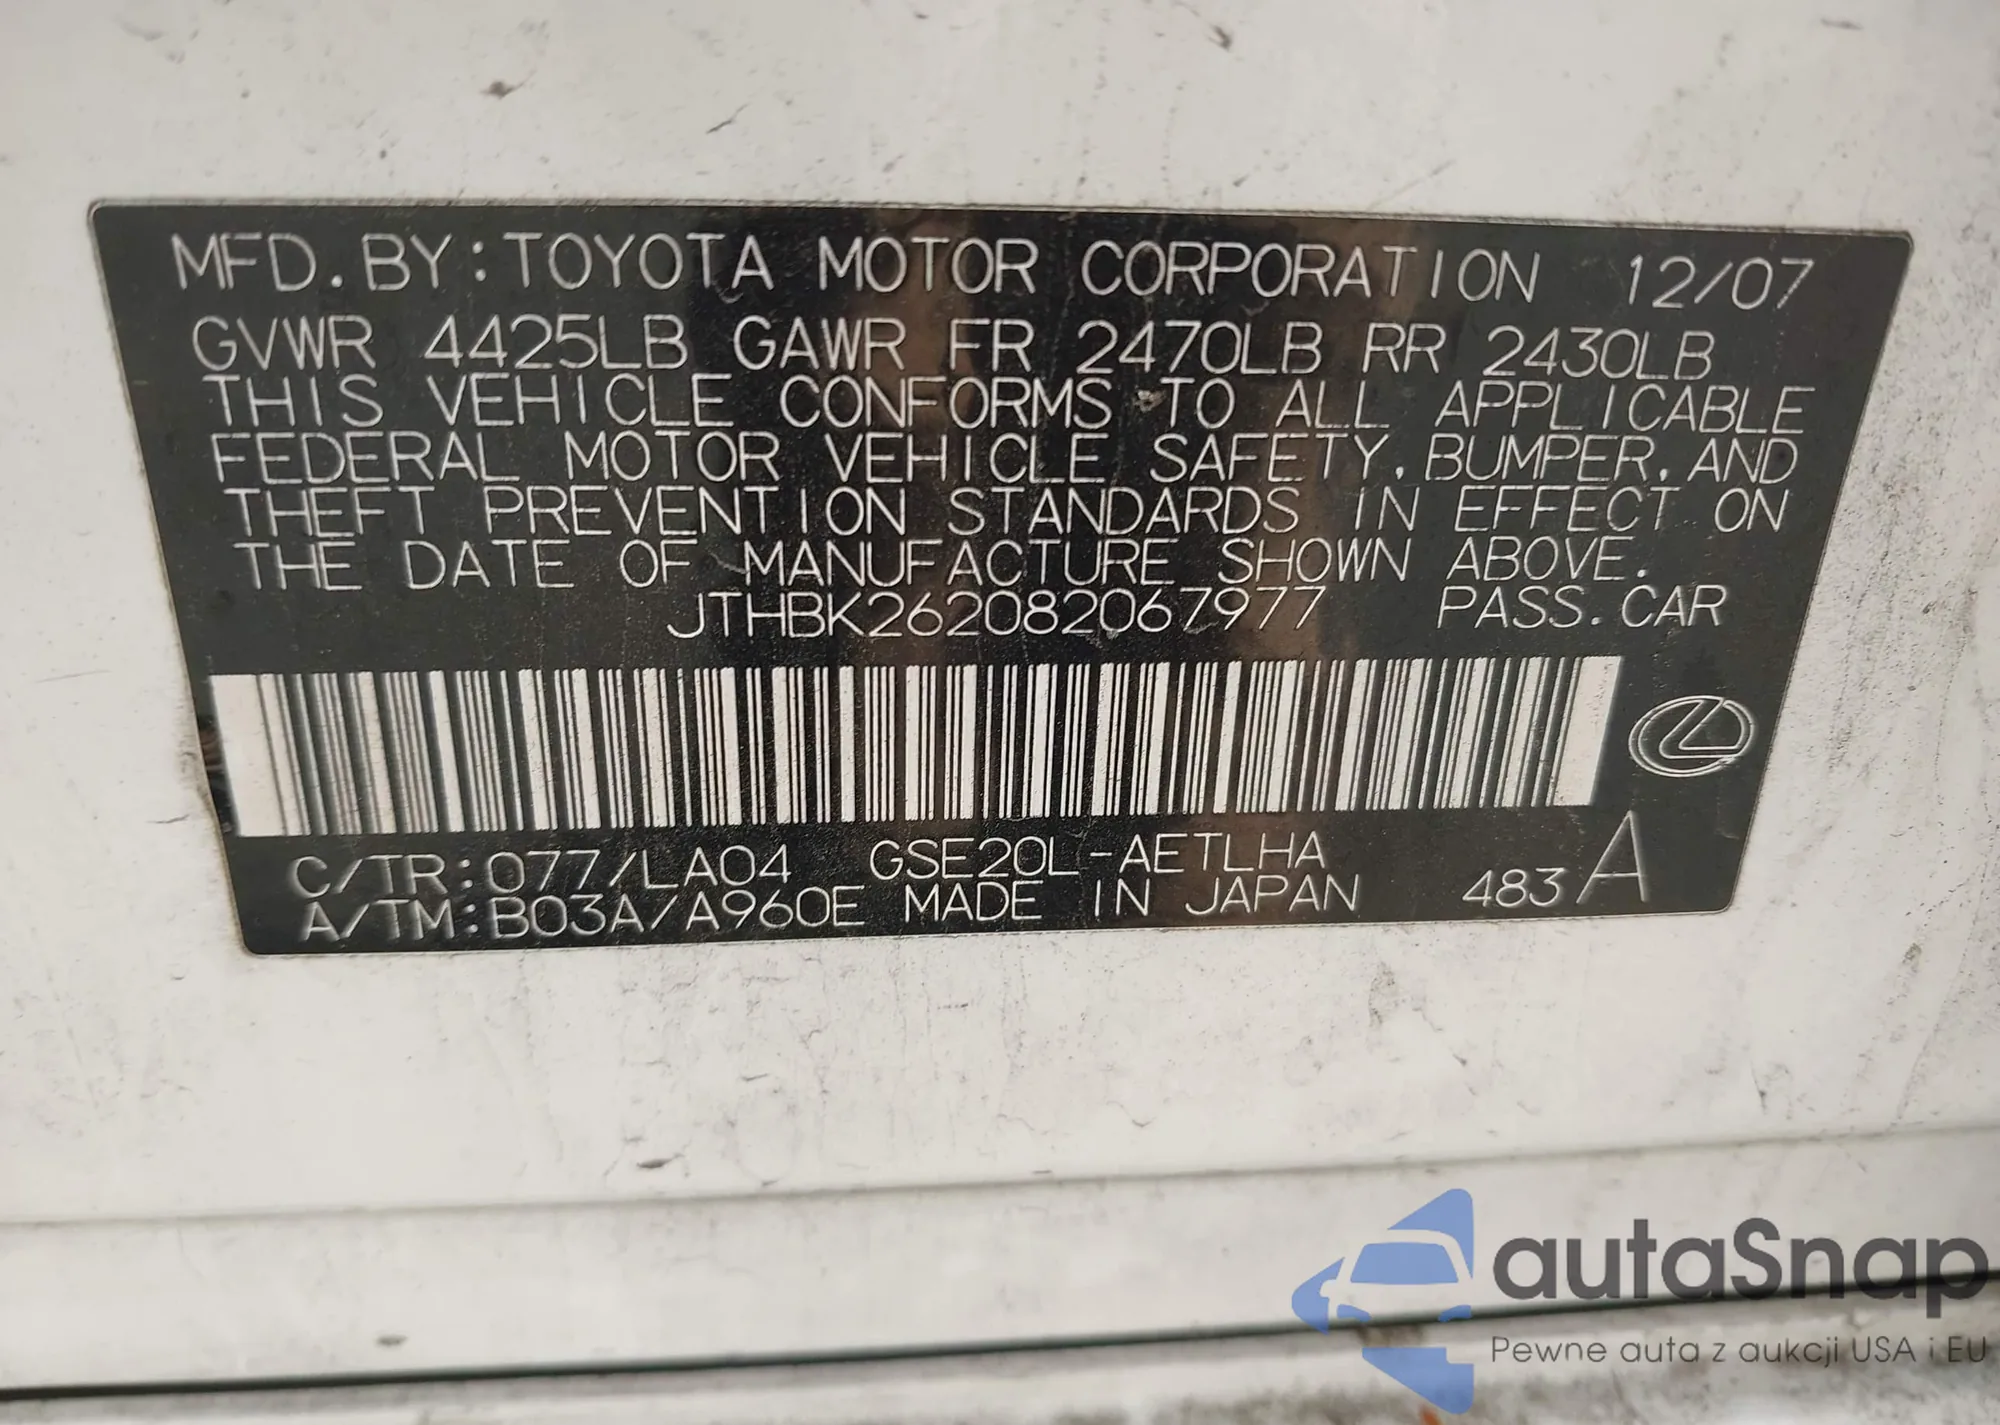 MFD. BY: TOYOTA MOTOR CORPORATION 12/07
GVWR 4425LB GAWR FR 2470LB RR 2430LB
THIS VEHICLE CONFORMS TO ALL APPLICABLE
FEDERAL MOTOR VEHICLE SAFETY, BUMPER, AND
THEFT PREVENTION STANDARDS IN EFFECT ON
THE DATE OF MANUFACTURE SHOWN ABOVE.
JTHBK262082067977 PASS. CAR
C/TR: 077/LA04 GSE20L-AETLHA
A/TM: B03A/A960E MADE IN JAPAN 483 A
autaSnap
Pewne auta z aukcji USA i EU